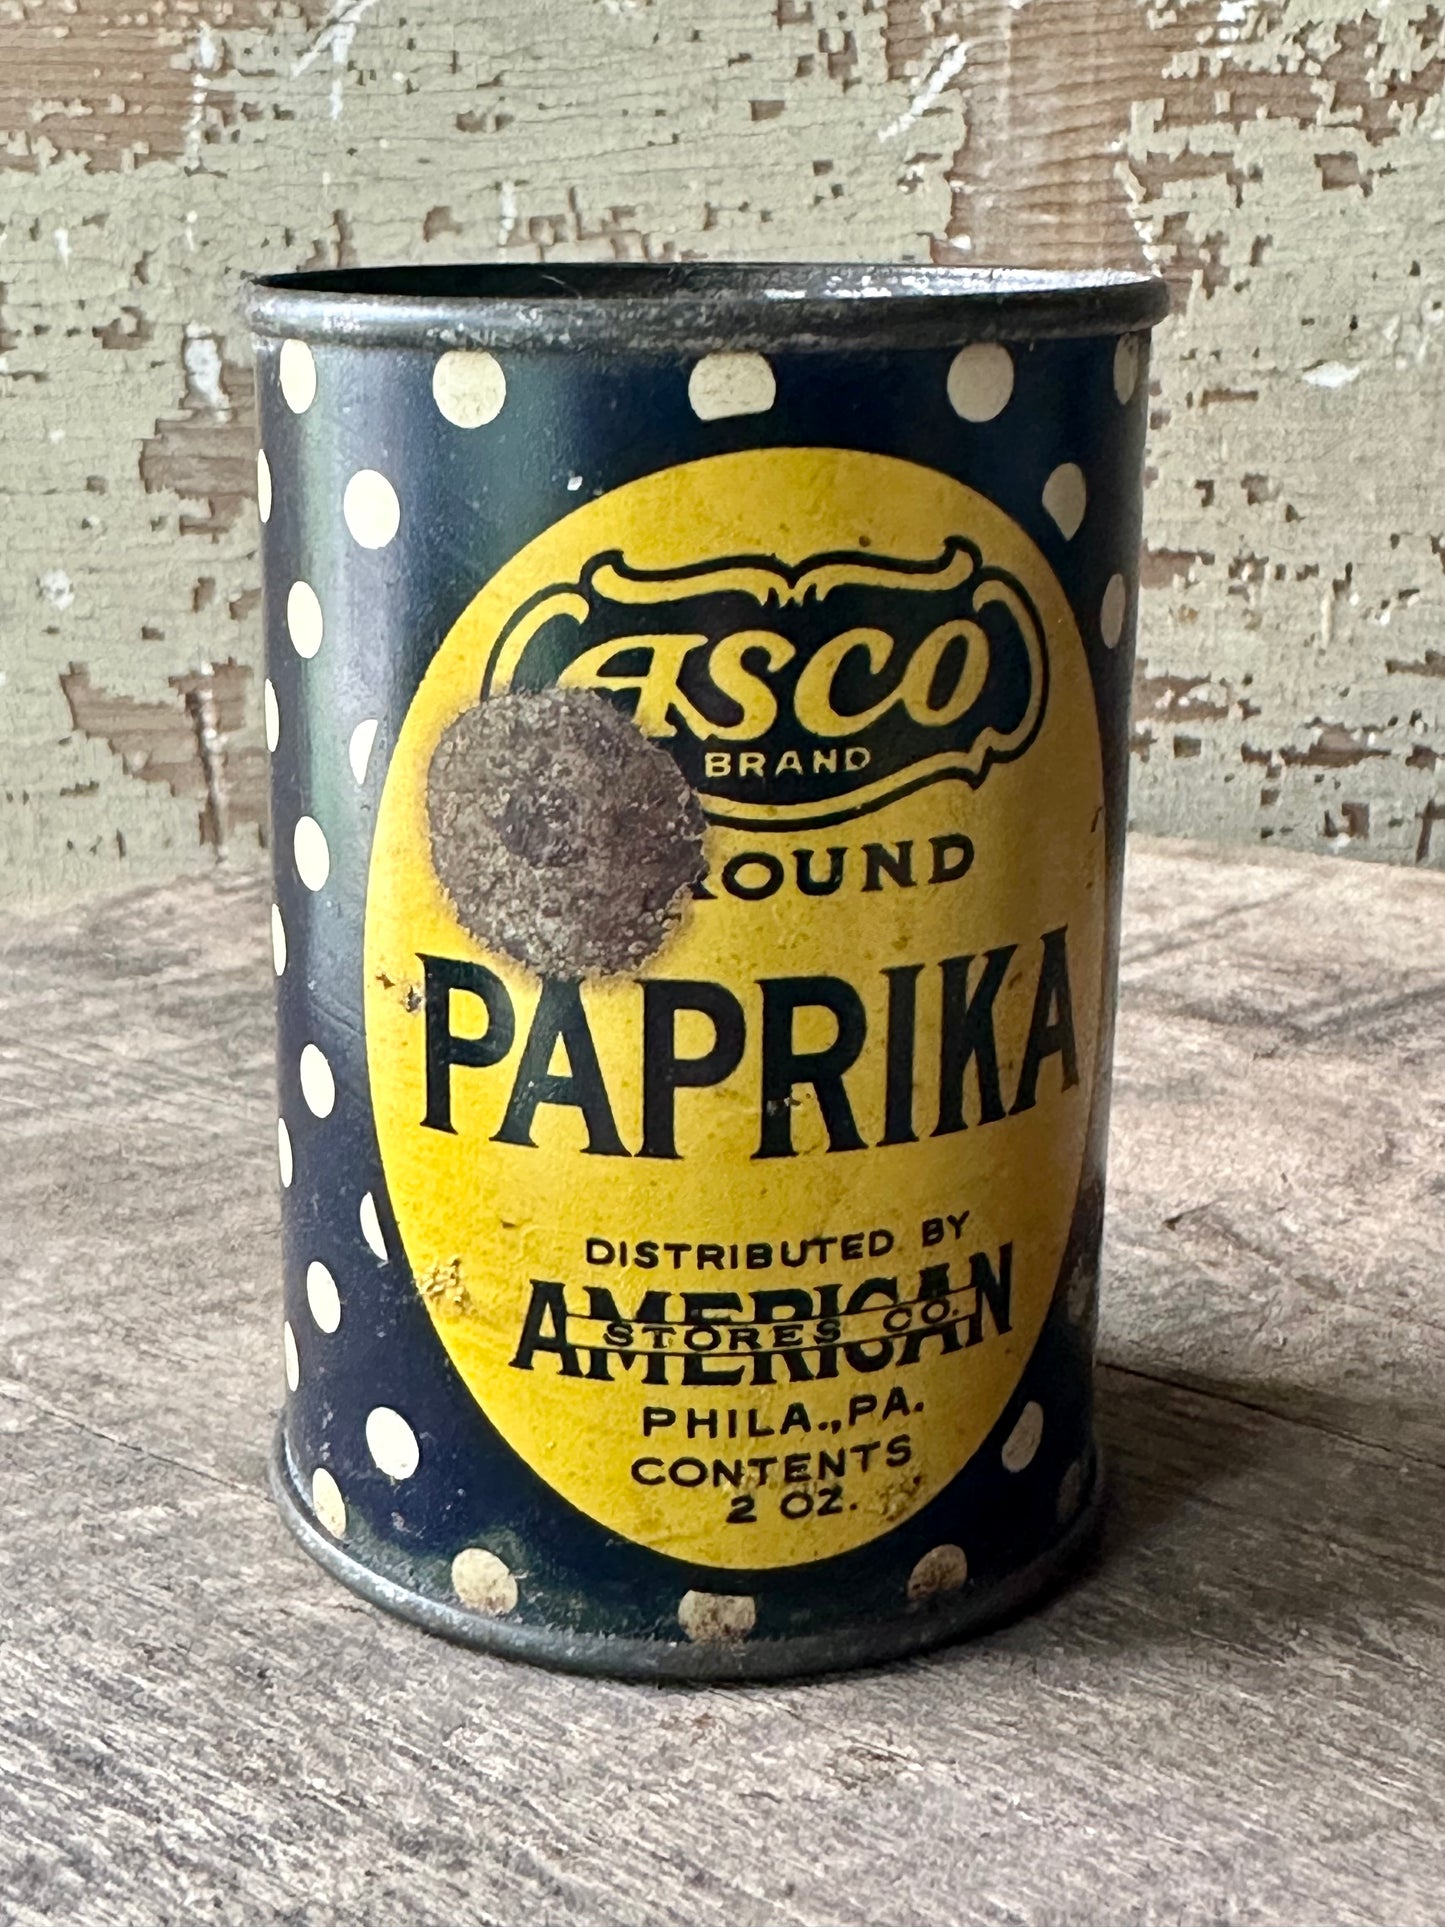 ASCO
BRAND
ROUND
PAPRIKA
DISTRIBUTED BY
AMERICAN
STORES CO.
PHILA., PA.
CONTENTS
2 OZ.